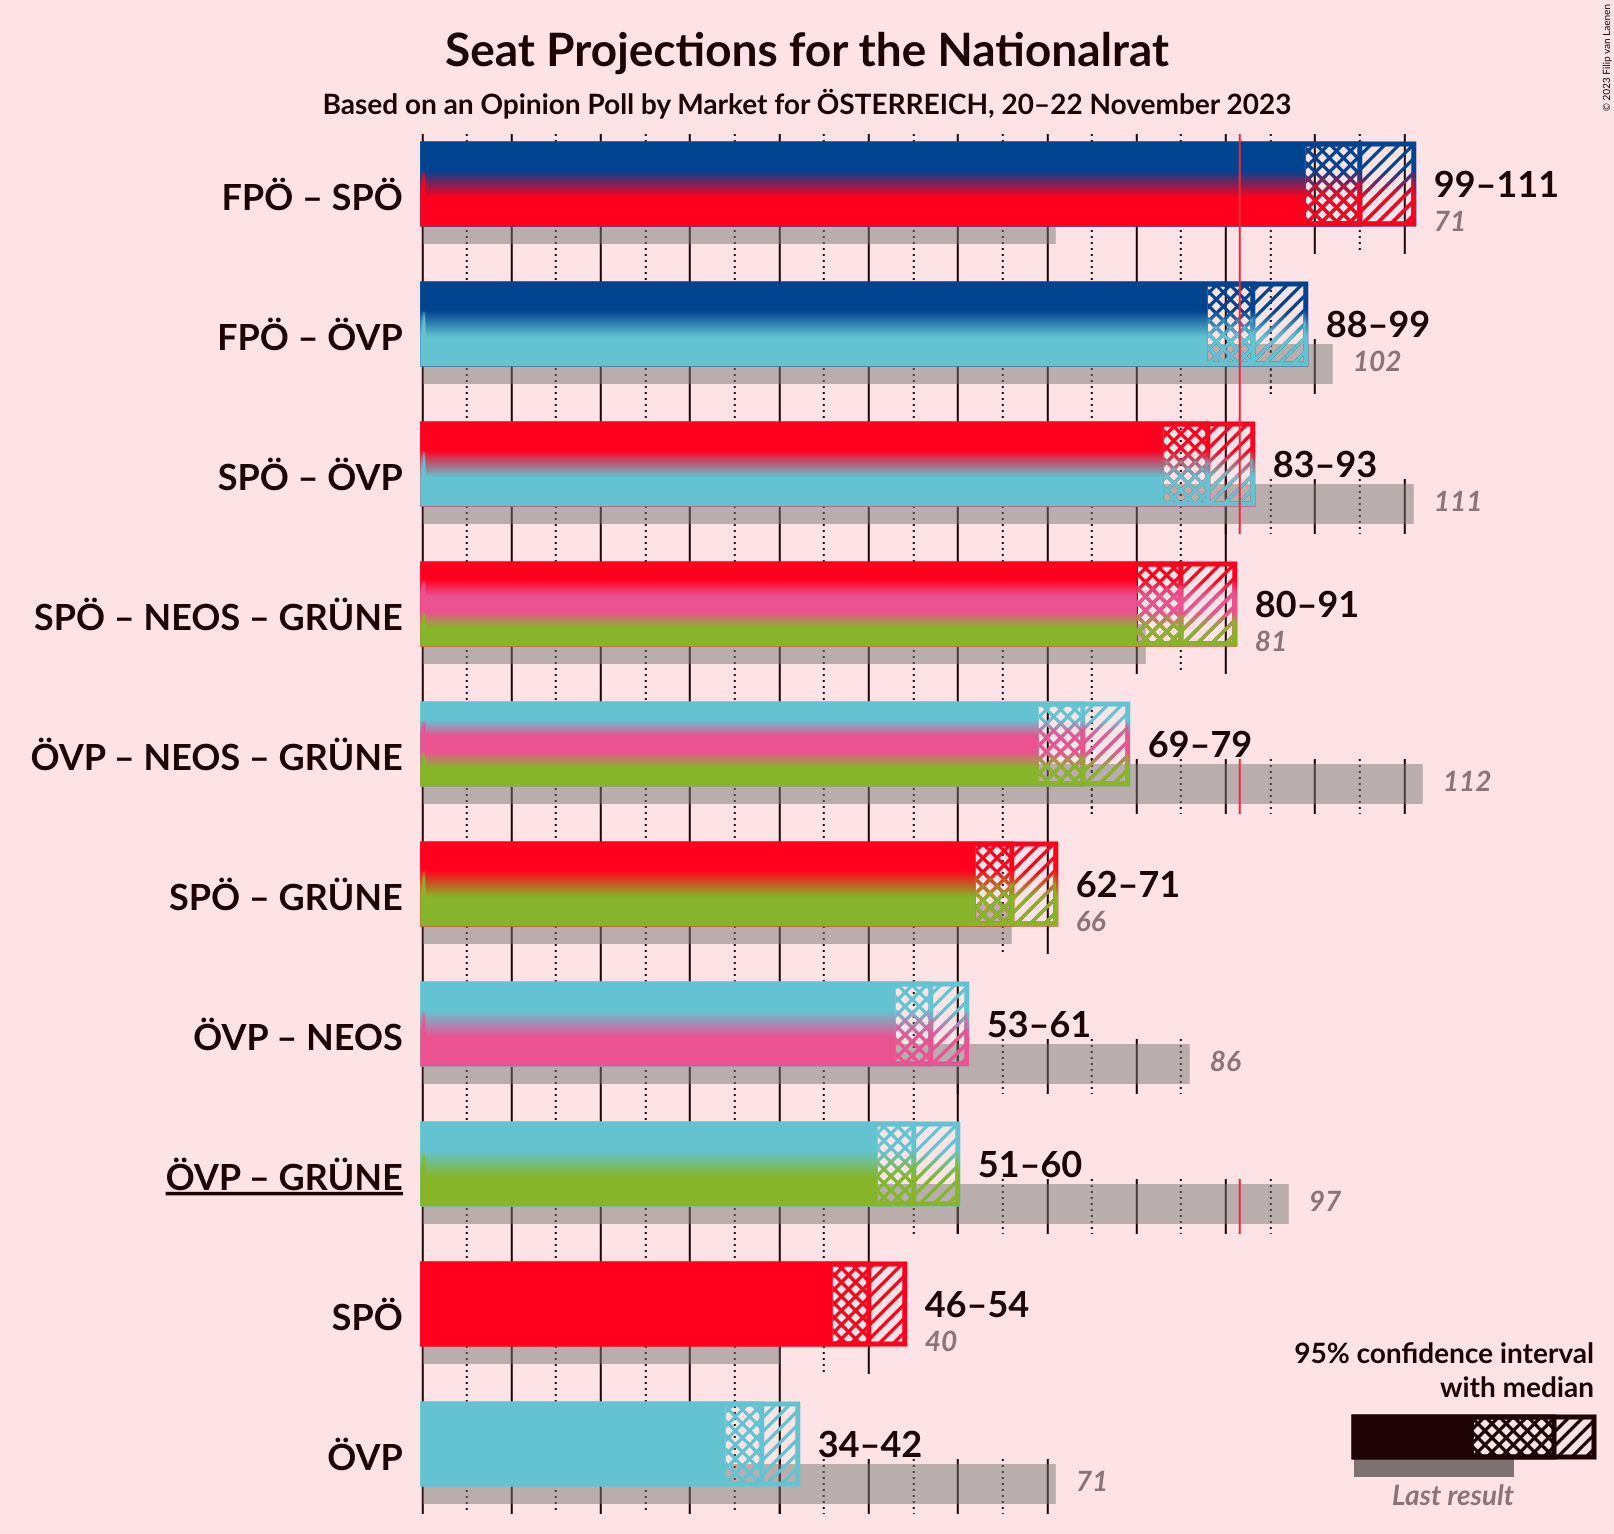 Seat Projections for the Nationalrat
Based on an Opinion Poll by Market for ÖSTERREICH, 20–22 November 2023
© 2023 Filip van Laenen
FPÖ – SPÖ
99–111
71
FPÖ – ÖVP
88–99
102
SPÖ – ÖVP
83–93
111
SPÖ – NEOS – GRÜNE
80–91
81
ÖVP – NEOS – GRÜNE
69–79
112
SPÖ – GRÜNE
62–71
66
ÖVP – NEOS
53–61
86
ÖVP – GRÜNE
51–60
97
SPÖ
46–54
40
ÖVP
34–42
71
95% confidence interval
with median
Last result